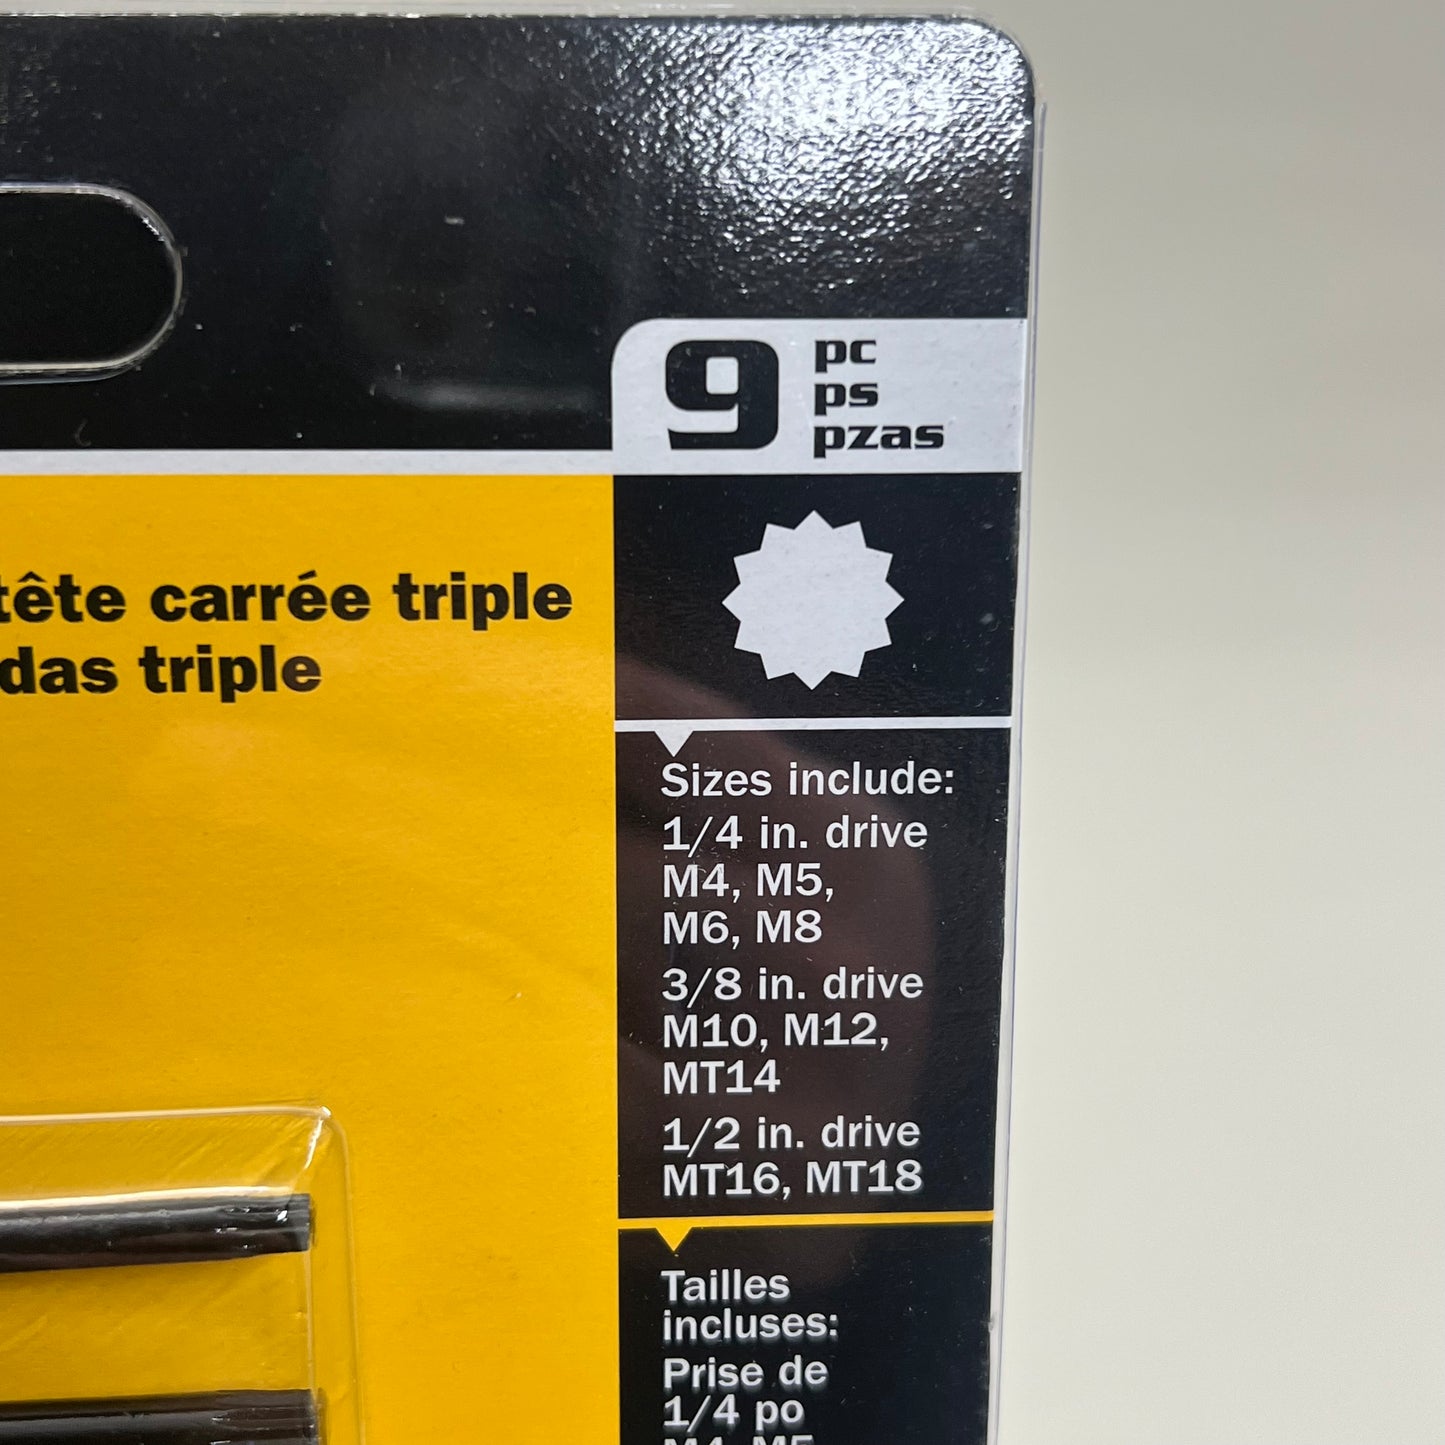 9 pc
ps
pzas
tête carrée triple
das triple
Sizes include:
1/4 in. drive
M4, M5,
M6, M8
3/8 in. drive
M10, M12,
MT14
1/2 in. drive
MT16, MT18
Tailles
incluses:
Prise de
1/4 po
M4, M5